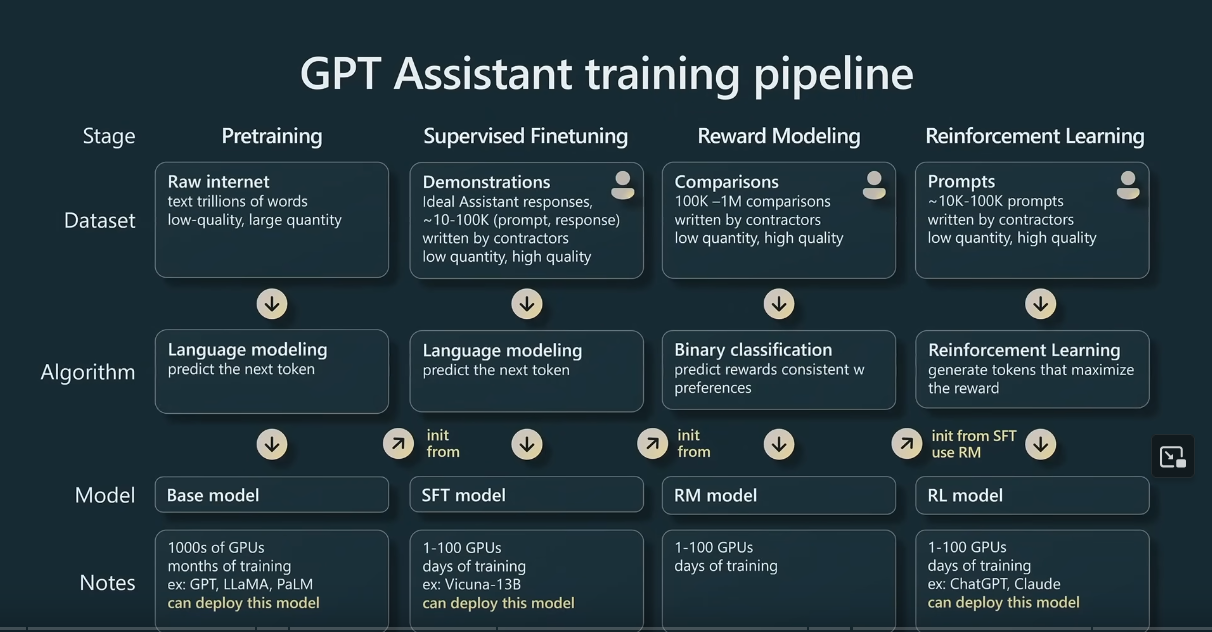 GPT Assistant training pipeline
Stage
Pretraining
Supervised Finetuning
Reward Modeling
Reinforcement Learning
Dataset
Raw internet
text trillions of words
low-quality, large quantity
Demonstrations
Ideal Assistant responses,
~10-100K (prompt, response)
written by contractors
low quantity, high quality
Comparisons
100K –1M comparisons
written by contractors
low quantity, high quality
Prompts
~10K-100K prompts
written by contractors
low quantity, high quality
Algorithm
Language modeling
predict the next token
Language modeling
predict the next token
Binary classification
predict rewards consistent w
preferences
Reinforcement Learning
generate tokens that maximize
the reward
init
from
init
from
init from SFT
use RM
Model
Base model
SFT model
RM model
RL model
Notes
1000s of GPUs
months of training
ex: GPT, LLaMA, PaLM
can deploy this model
1-100 GPUs
days of training
ex: Vicuna-13B
can deploy this model
1-100 GPUs
days of training
1-100 GPUs
days of training
ex: ChatGPT, Claude
can deploy this model